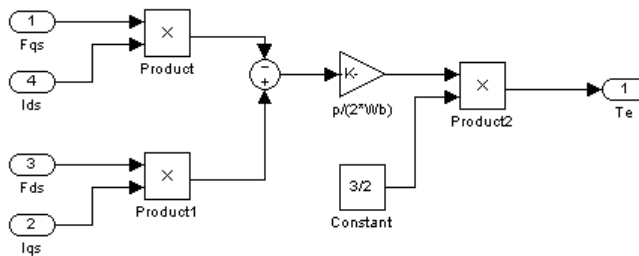 1
Fqs
4
Ids
×
Product
−
+
K-
p/(2*Wb)
×
Product2
1
Te
3
Fds
2
Iqs
×
Product1
3/2
Constant